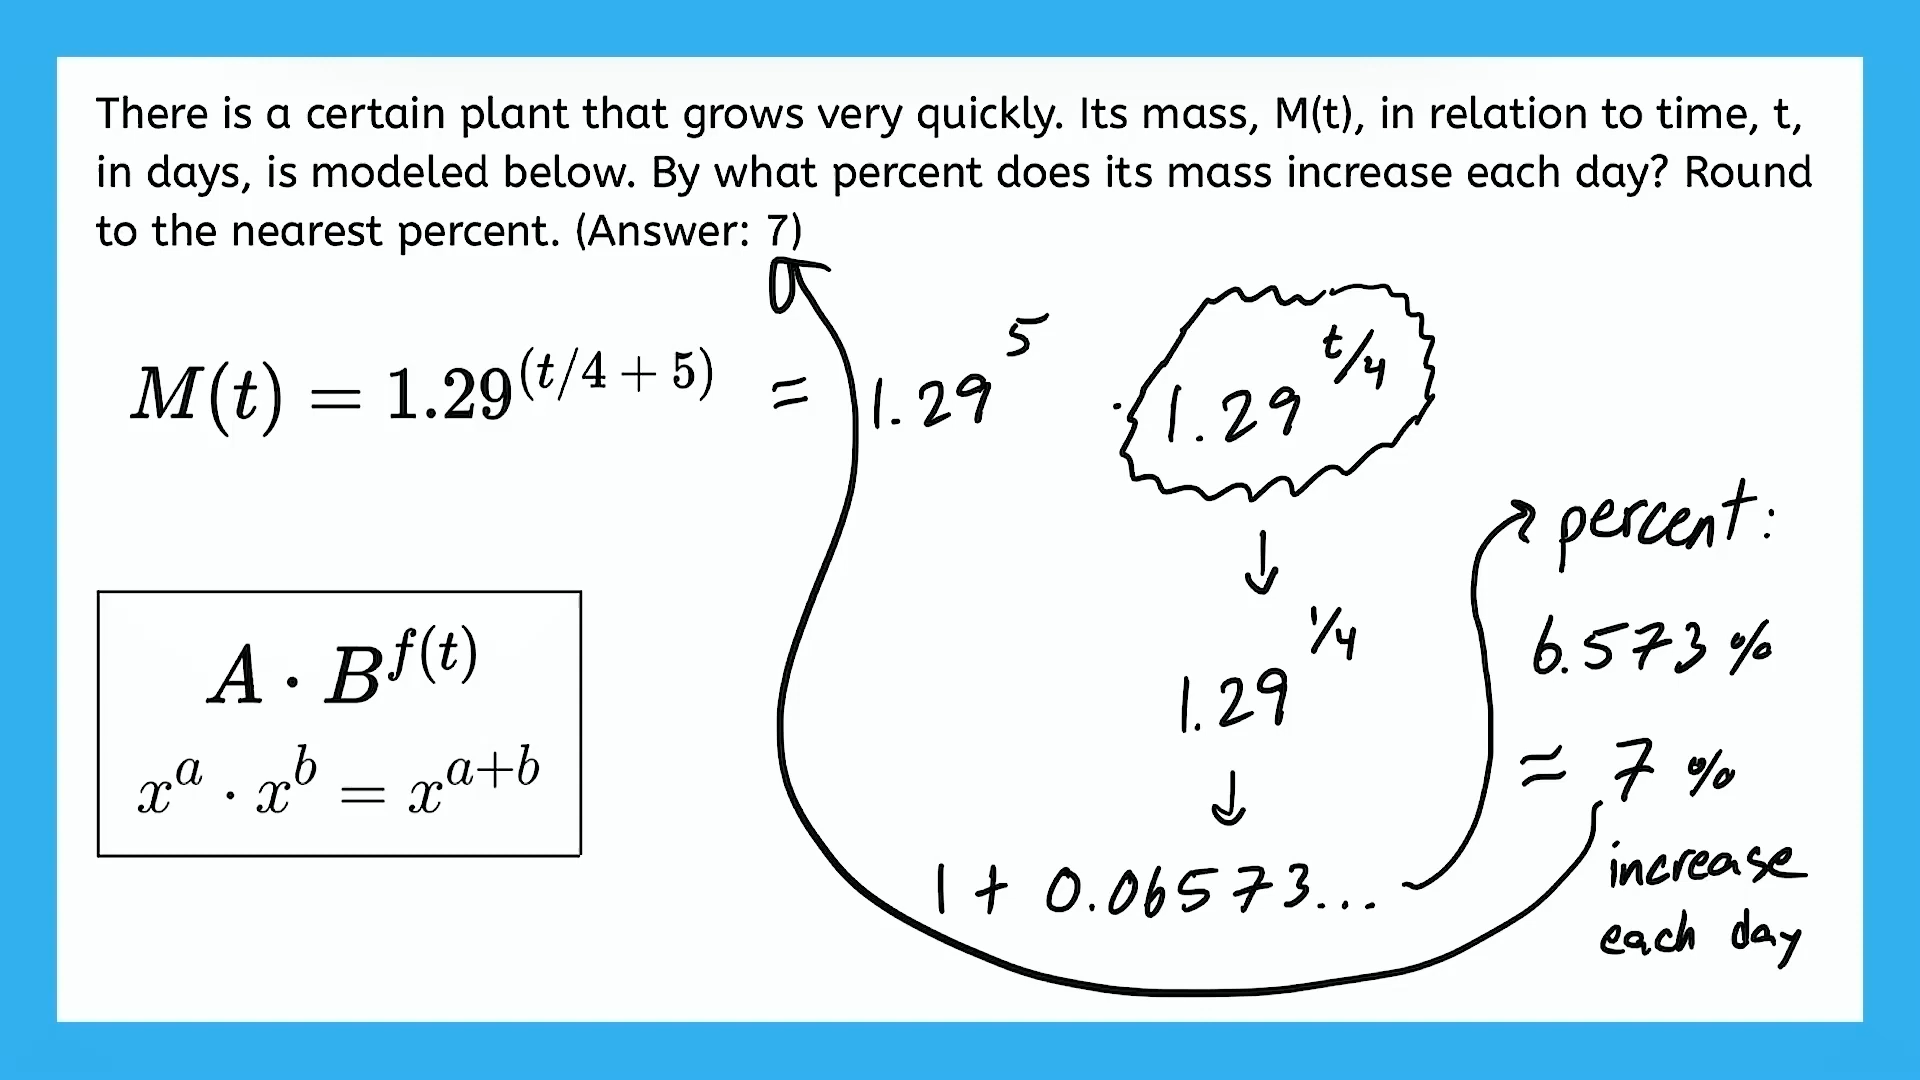 There is a certain plant that grows very quickly. Its mass, M(t), in relation to time, t,
in days, is modeled below. By what percent does its mass increase each day? Round
to the nearest percent. (Answer: 7)
M(t) = 1.29^(t/4 + 5) = 1.29^5 · 1.29^t/4
A · B^f(t)
x^a · x^b = x^a+b
↓
1.29^1/4
↓
1 + 0.06573...
percent:
6.573%
≈ 7%
increase
each day